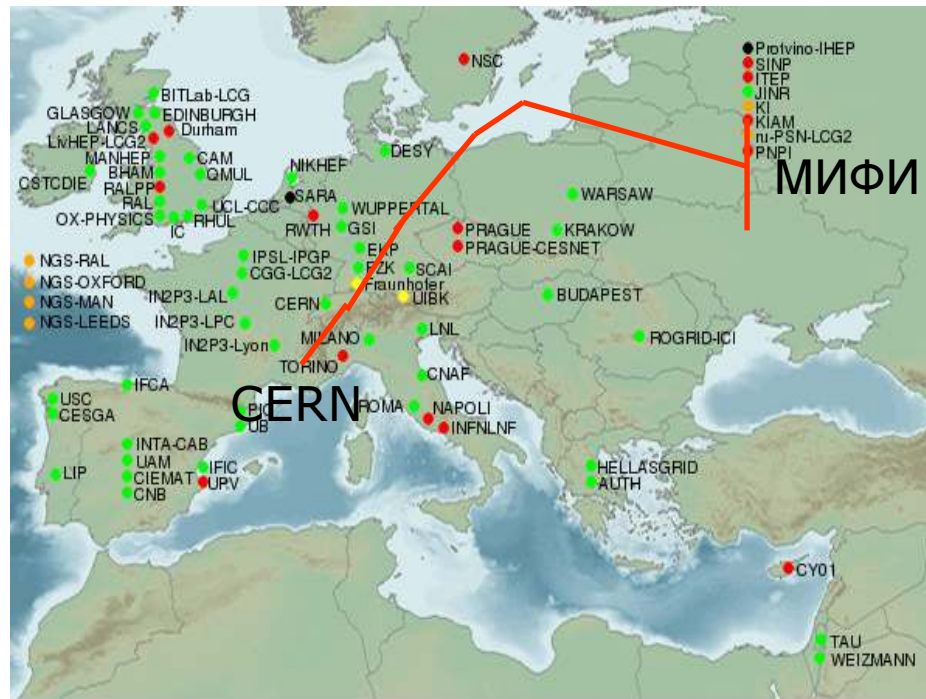 Protvino-IHEP
SINP
NSC
ITEP
JINR
BITLab-LCG
KI
GLASGOW
EDINBURGH
KIAM
LANCS
Durham
ru-PSN-LCG2
LivHEP-LCG2
DESY
PNPI
MANHEP
CAM
NIKHEF
CSTCDIE
BHAM
QMUL
МИФИ
RALPP
SARA
WARSAW
RAL
UCL-CCC
WUPPERTAL
OX-PHYSICS
IC
RHUL
RWTH
GSI
PRAGUE
KRAKOW
EKP
PRAGUE-CESNET
IPSL-IPGP
NGS-RAL
CGG-LCG2
FZK
SCAI
NGS-OXFORD
Fraunhofer
IN2P3-LAL
CERN
UIBK
BUDAPEST
NGS-MAN
NGS-LEEDS
IN2P3-LPC
LNL
MILANO
ROGRID-ICI
IN2P3-Lyon
TORINO
CNAF
IFCA
USC
CERN
PIC
ROMA
NAPOLI
CESGA
UB
INFNLNF
INTA-CAB
UAM
IFIC
HELLASGRID
LIP
CIEMAT
UPV
AUTH
CNB
CY01
TAU
WEIZMANN